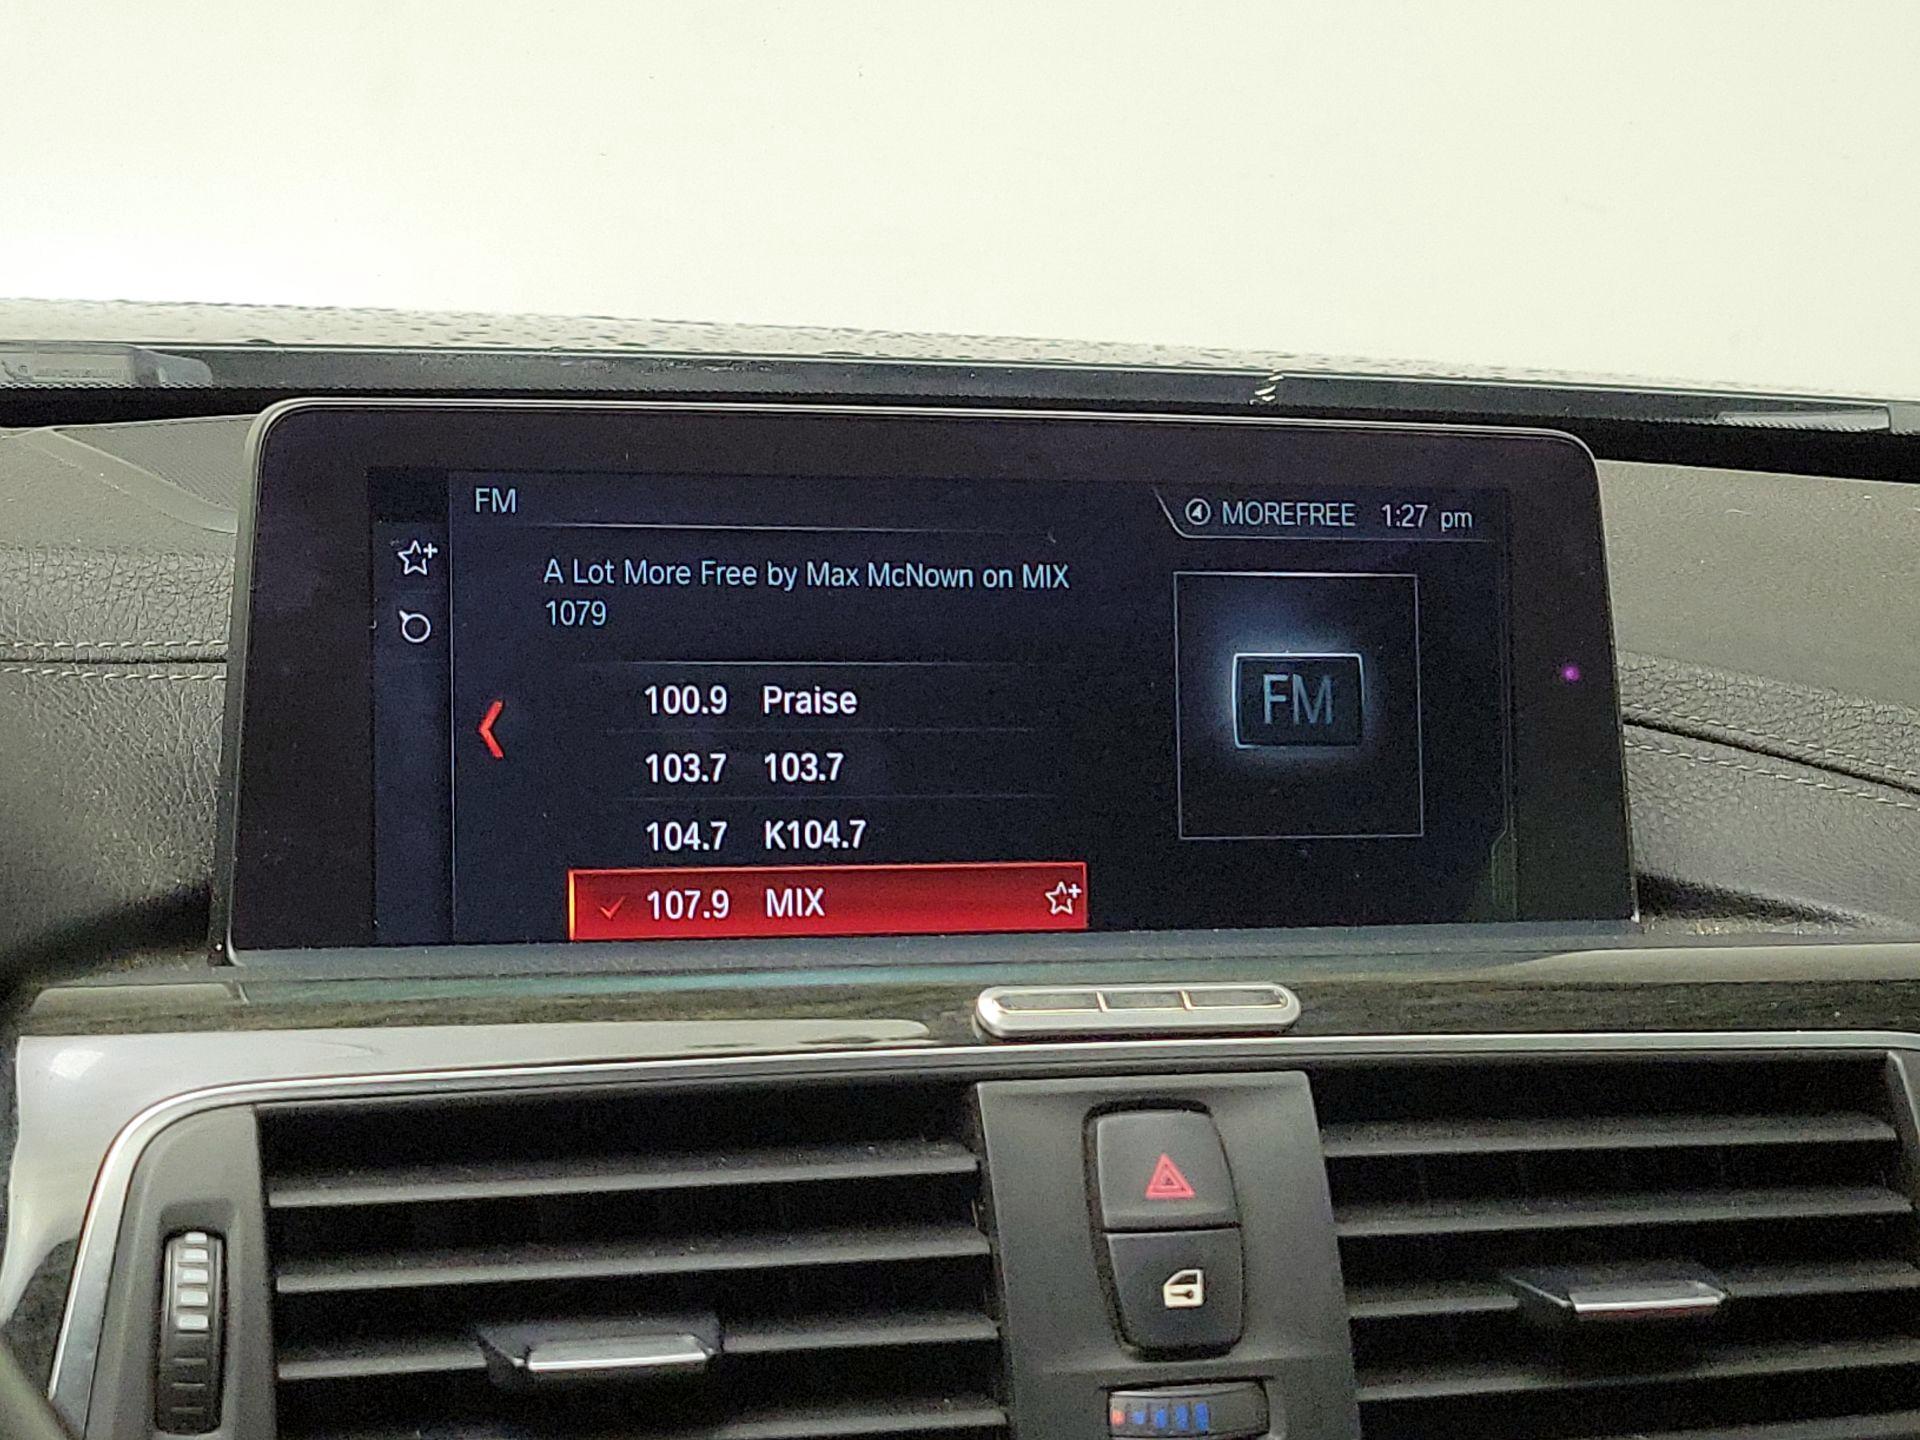 FM
MOREFREE 1:27 pm
A Lot More Free by Max McNown on MIX
1079
100.9 Praise
103.7 103.7
104.7 K104.7
107.9 MIX
FM